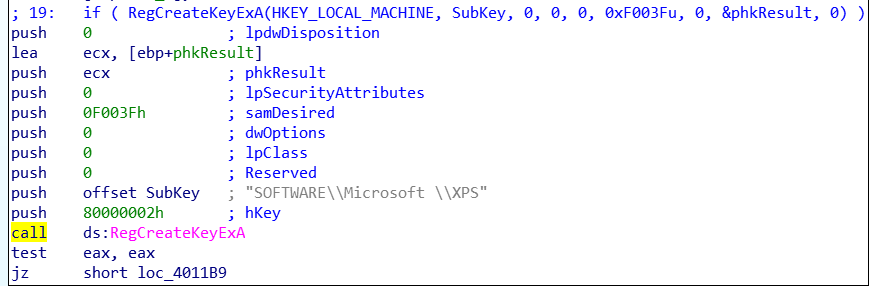 ; 19:   if ( RegCreateKeyExA(HKEY_LOCAL_MACHINE, SubKey, 0, 0, 0, 0xF003Fu, 0, &phkResult, 0) )
push    0               ; lpdwDisposition
lea     ecx, [ebp+phkResult]
push    ecx             ; phkResult
push    0               ; lpSecurityAttributes
push    0F003Fh         ; samDesired
push    0               ; dwOptions
push    0               ; lpClass
push    0               ; Reserved
push    offset SubKey   ; "SOFTWARE\\Microsoft \\XPS"
push    80000002h       ; hKey
call    ds:RegCreateKeyExA
test    eax, eax
jz      short loc_4011B9